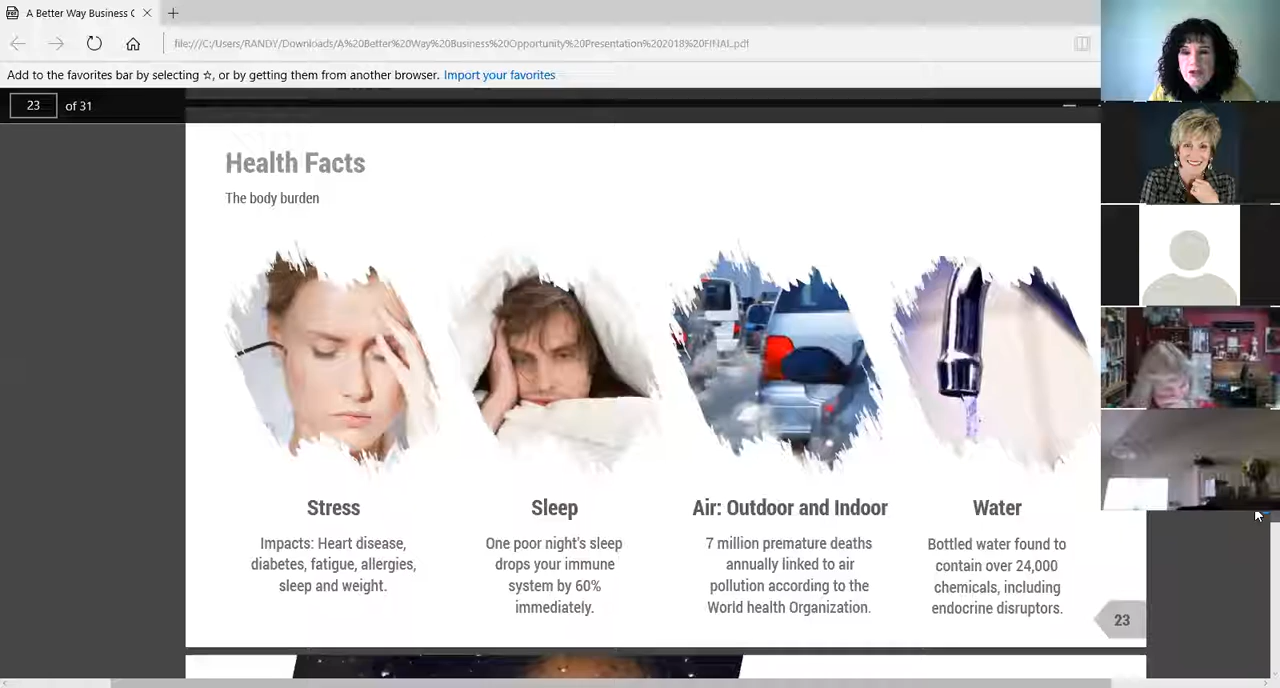 A Better Way Business O
file:///C:/Users/RANDY/Downloads/A%20Better%20Way%20Business%20Opportunity%20Presentation%202018%20FINAL.pdf
Add to the favorites bar by selecting ☆, or by getting them from another browser. Import your favorites
23 of 31
Health Facts
The body burden
Stress
Impacts: Heart disease,
diabetes, fatigue, allergies,
sleep and weight.
Sleep
One poor night's sleep
drops your immune
system by 60%
immediately.
Air: Outdoor and Indoor
7 million premature deaths
annually linked to air
pollution according to the
World health Organization.
Water
Bottled water found to
contain over 24,000
chemicals, including
endocrine disruptors.
23